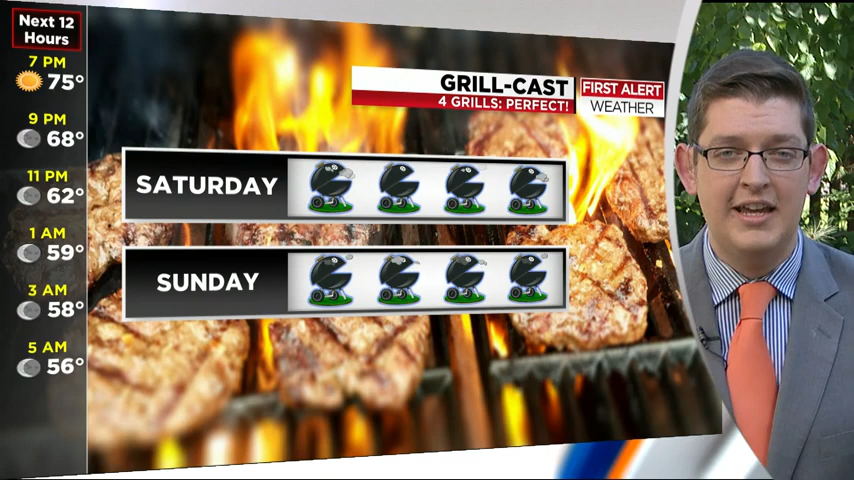 Next 12
Hours
7 PM
75°
9 PM
68°
11 PM
62°
1 AM
59°
3 AM
58°
5 AM
56°
GRILL-CAST
4 GRILLS: PERFECT!
FIRST ALERT
WEATHER
SATURDAY
SUNDAY